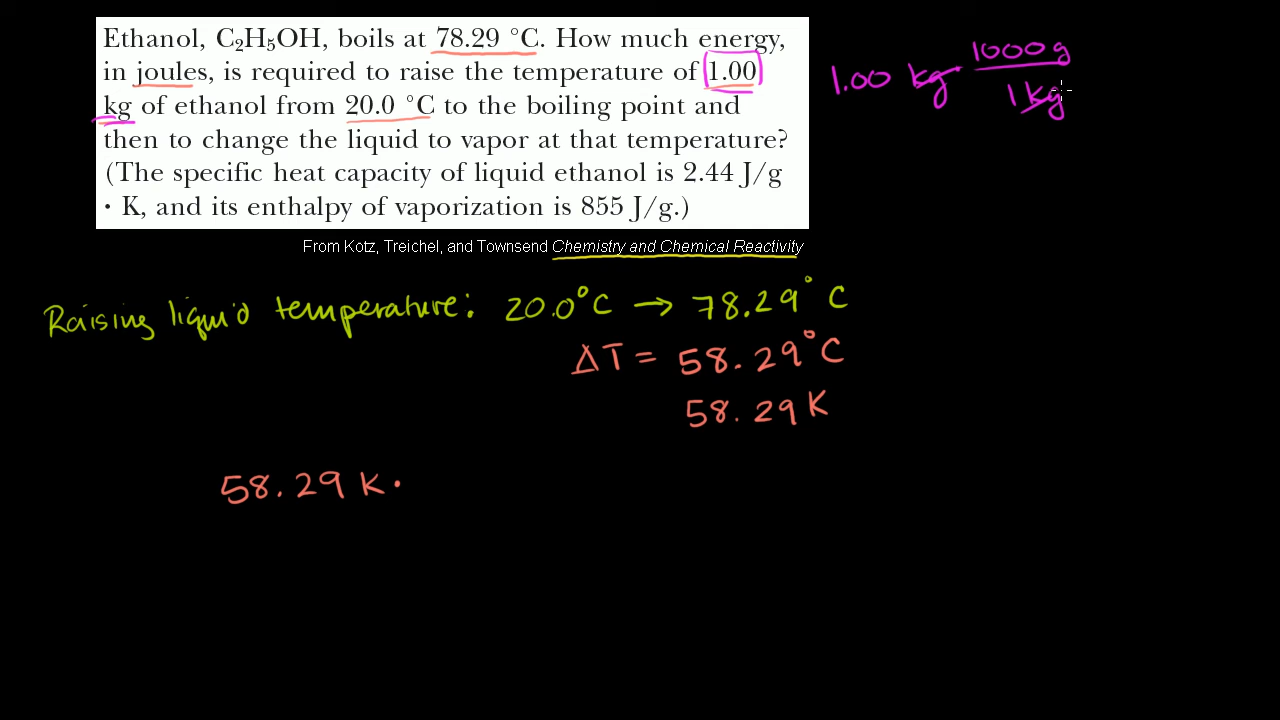 Ethanol, C₂H₅OH, boils at 78.29 °C. How much energy,
in joules, is required to raise the temperature of 1.00
kg of ethanol from 20.0 °C to the boiling point and
then to change the liquid to vapor at that temperature?
(The specific heat capacity of liquid ethanol is 2.44 J/g
· K, and its enthalpy of vaporization is 855 J/g.)
From Kotz, Treichel, and Townsend Chemistry and Chemical Reactivity
1.00 kg 1000g
1kg
Raising liquid temperature: 20.0°C → 78.29°C
ΔT = 58.29°C
58.29K
58.29 K ·